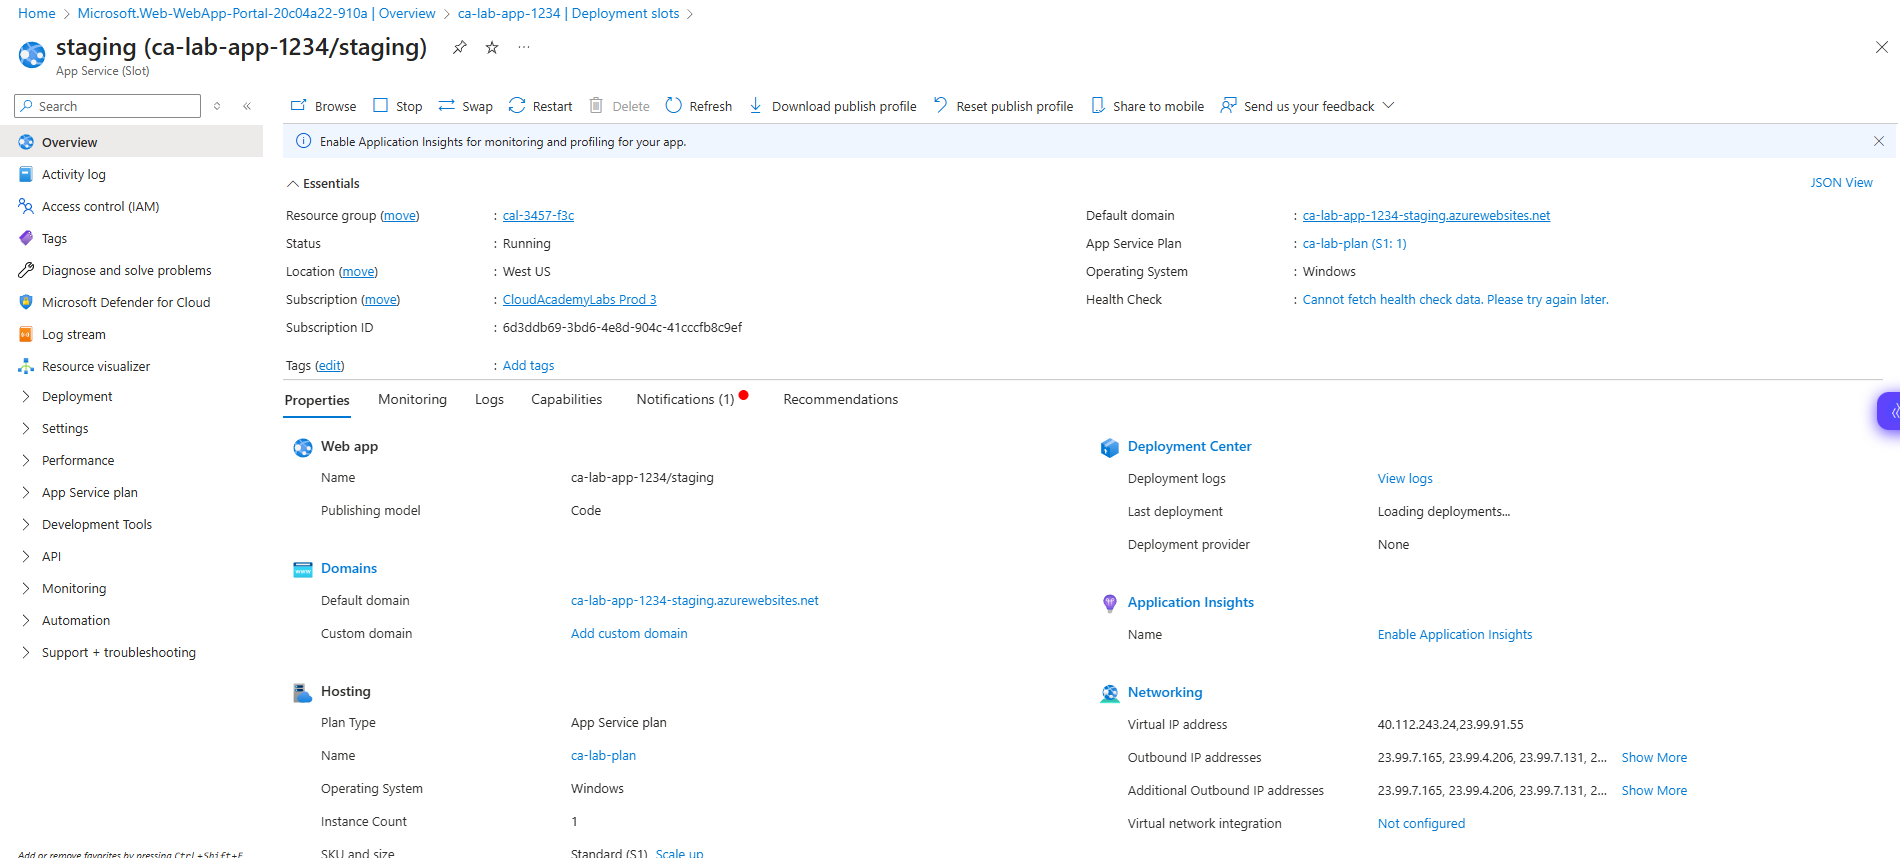 Home > Microsoft.Web-WebApp-Portal-20c04a22-910a | Overview > ca-lab-app-1234 | Deployment slots >
staging (ca-lab-app-1234/staging)
App Service (Slot)
Search
Browse Stop Swap Restart Delete Refresh Download publish profile Reset publish profile Share to mobile Send us your feedback
Enable Application Insights for monitoring and profiling for your app.
Overview
Activity log
Access control (IAM)
Tags
Diagnose and solve problems
Microsoft Defender for Cloud
Log stream
Resource visualizer
Deployment
Settings
Performance
App Service plan
Development Tools
API
Monitoring
Automation
Support + troubleshooting
Add or remove favorites by pressing Ctrl+Shift+F
Essentials
JSON View
Resource group (move) : cal-3457-f3c
Status : Running
Location (move) : West US
Subscription (move) : CloudAcademyLabs Prod 3
Subscription ID : 6d3ddb69-3bd6-4e8d-904c-41cccfb8c9ef
Tags (edit) : Add tags
Default domain : ca-lab-app-1234-staging.azurewebsites.net
App Service Plan : ca-lab-plan (S1: 1)
Operating System : Windows
Health Check : Cannot fetch health check data. Please try again later.
Properties Monitoring Logs Capabilities Notifications (1) Recommendations
Web app
Name ca-lab-app-1234/staging
Publishing model Code
Domains
Default domain ca-lab-app-1234-staging.azurewebsites.net
Custom domain Add custom domain
Hosting
Plan Type App Service plan
Name ca-lab-plan
Operating System Windows
Instance Count 1
SKU and size Standard (S1) Scale up
Deployment Center
Deployment logs View logs
Last deployment Loading deployments...
Deployment provider None
Application Insights
Name Enable Application Insights
Networking
Virtual IP address 40.112.243.24,23.99.91.55
Outbound IP addresses 23.99.7.165, 23.99.4.206, 23.99.7.131, 2... Show More
Additional Outbound IP addresses 23.99.7.165, 23.99.4.206, 23.99.7.131, 2... Show More
Virtual network integration Not configured